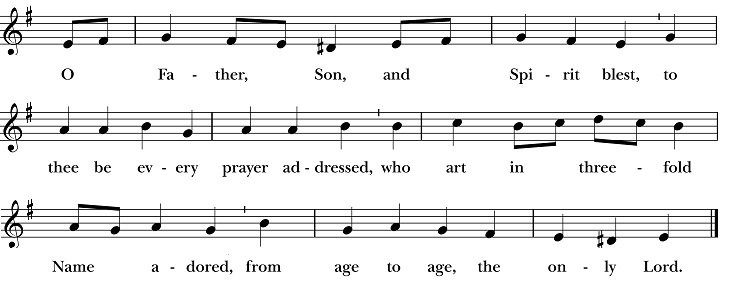 O Fa - ther, Son, and Spi - rit blest, to
thee be ev - ery prayer ad - dressed, who art in three - fold
Name a - dored, from age to age, the on - ly Lord.